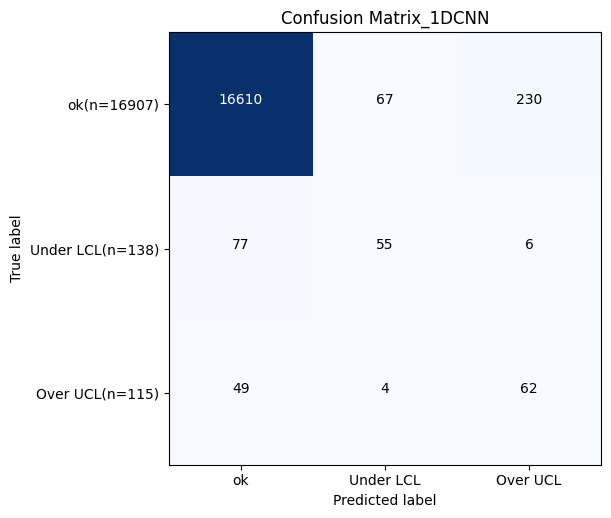 Confusion Matrix_1DCNN
True label
ok(n=16907)
16610 67 230
Under LCL(n=138)
77 55 6
Over UCL(n=115)
49 4 62
ok Under LCL Over UCL
Predicted label